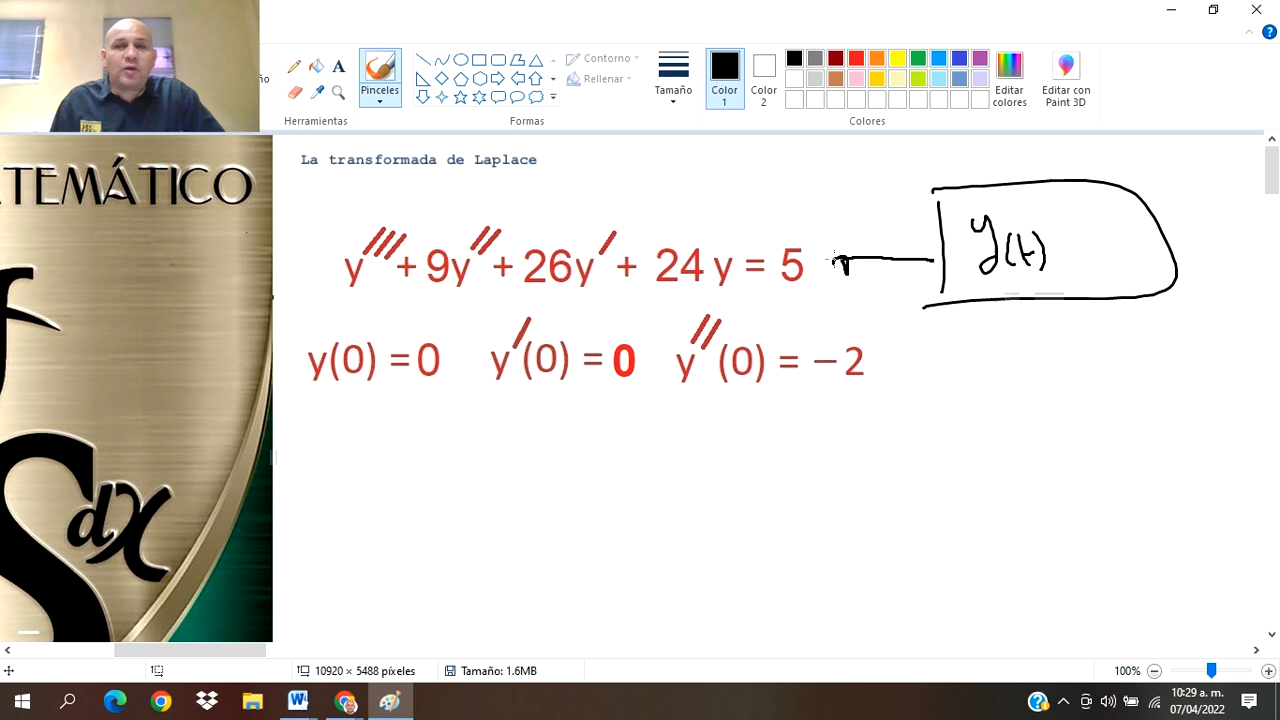 Contorno
Rellenar
Pinceles
Tamaño
Color 1
Color 2
Editar colores
Editar con Paint 3D
Herramientas
Formas
Colores
La transformada de Laplace
TEMÁTICO
y′′′ + 9y′′ + 26y′ + 24 y = 5
y(t)
y(0) = 0 y′(0) = 0 y′′(0) = − 2
dx
10920 × 5488 píxeles
Tamaño: 1.6MB
100%
10:29 a. m.
07/04/2022